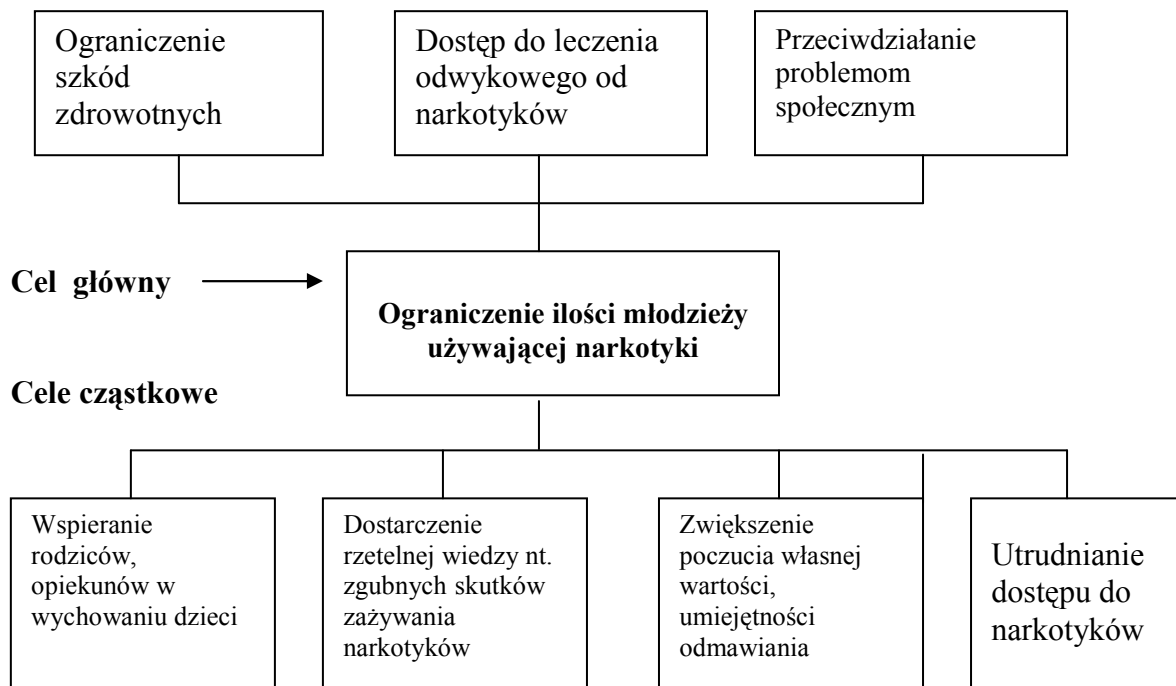 Ograniczenie
szkód
zdrowotnych
Dostęp do leczenia
odwykowego od
narkotyków
Przeciwdziałanie
problemom
społecznym
Cel  główny
Ograniczenie ilości młodzieży
używającej narkotyki
Cele cząstkowe
Wspieranie
rodziców,
opiekunów w
wychowaniu dzieci
Dostarczenie
rzetelnej wiedzy nt.
zgubnych skutków
zażywania
narkotyków
Zwiększenie
poczucia własnej
wartości,
umiejętności
odmawiania
Utrudnianie
dostępu do
narkotyków